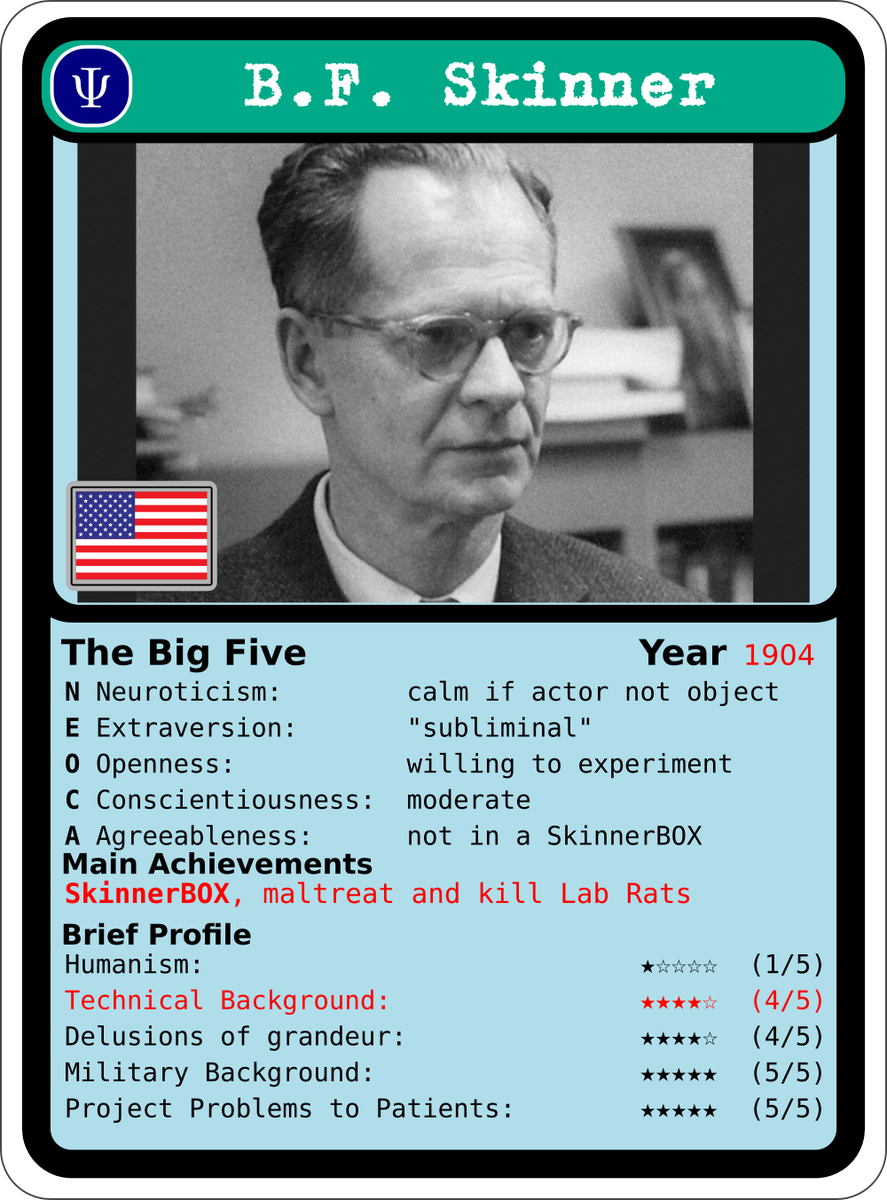 Ψ B.F. Skinner
The Big Five Year 1904
N Neuroticism: calm if actor not object
E Extraversion: "subliminal"
O Openness: willing to experiment
C Conscientiousness: moderate
A Agreeableness: not in a SkinnerBOX
Main Achievements
SkinnerBOX, maltreat and kill Lab Rats
Brief Profile
Humanism: ★☆☆☆☆ (1/5)
Technical Background: ★★★★☆ (4/5)
Delusions of grandeur: ★★★★☆ (4/5)
Military Background: ★★★★★ (5/5)
Project Problems to Patients: ★★★★★ (5/5)